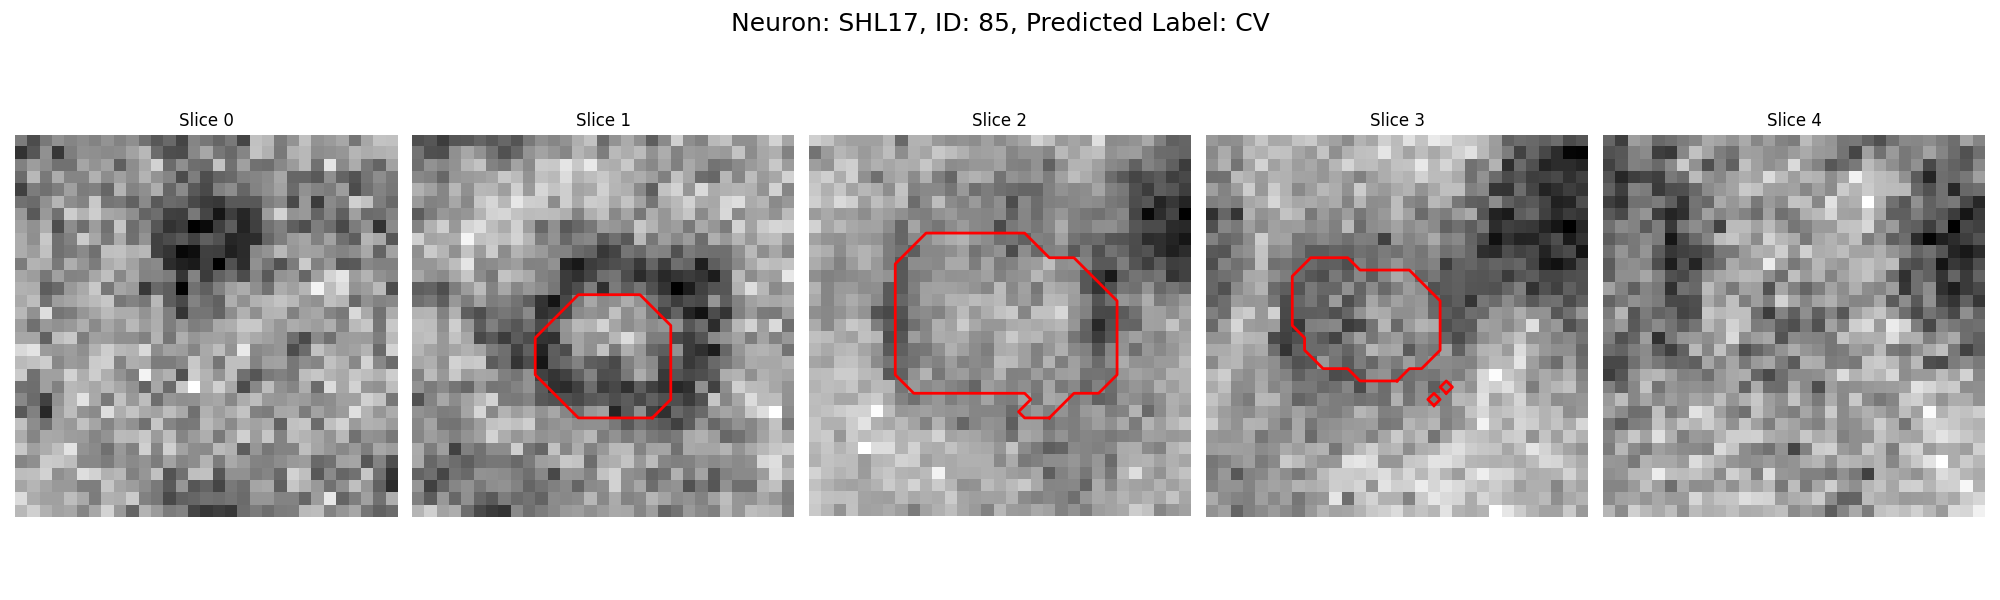 Neuron: SHL17, ID: 85, Predicted Label: CV
Slice 0
Slice 1
Slice 2
Slice 3
Slice 4